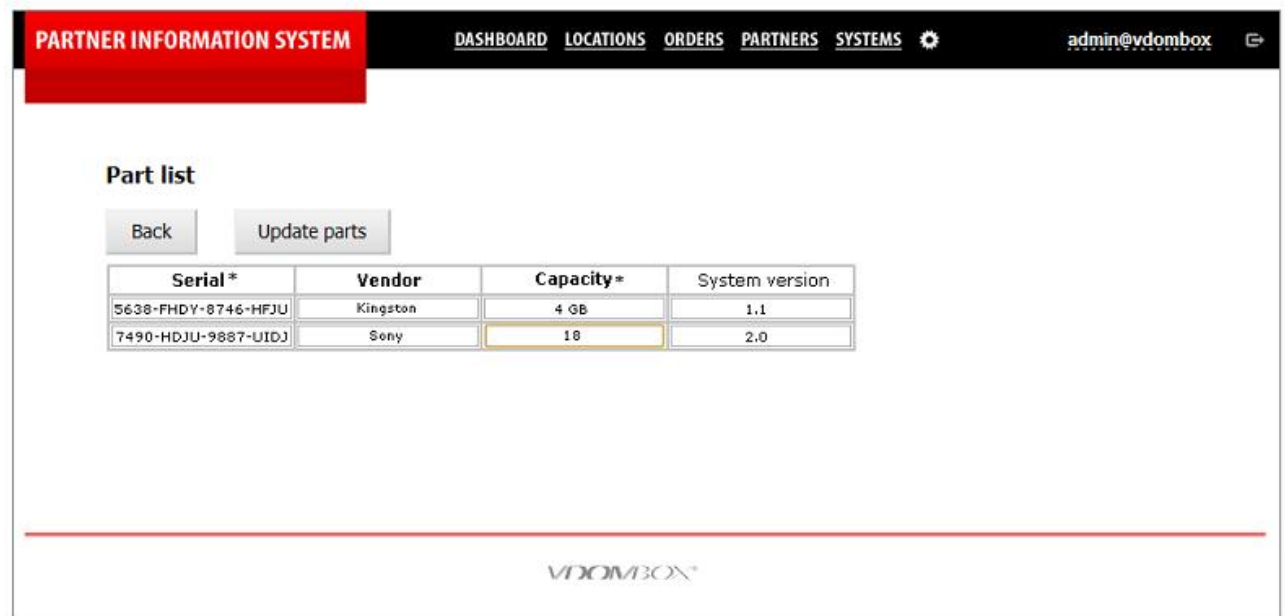 PARTNER INFORMATION SYSTEM DASHBOARD LOCATIONS ORDERS PARTNERS SYSTEMS admin@vdombox
Part list
Back Update parts
Serial* Vendor Capacity* System version
5638-FHDY-8746-HFJU Kingston 4 GB 1.1
7490-HDJU-9887-UIDJ Sony 18 2.0
VDOMBOX